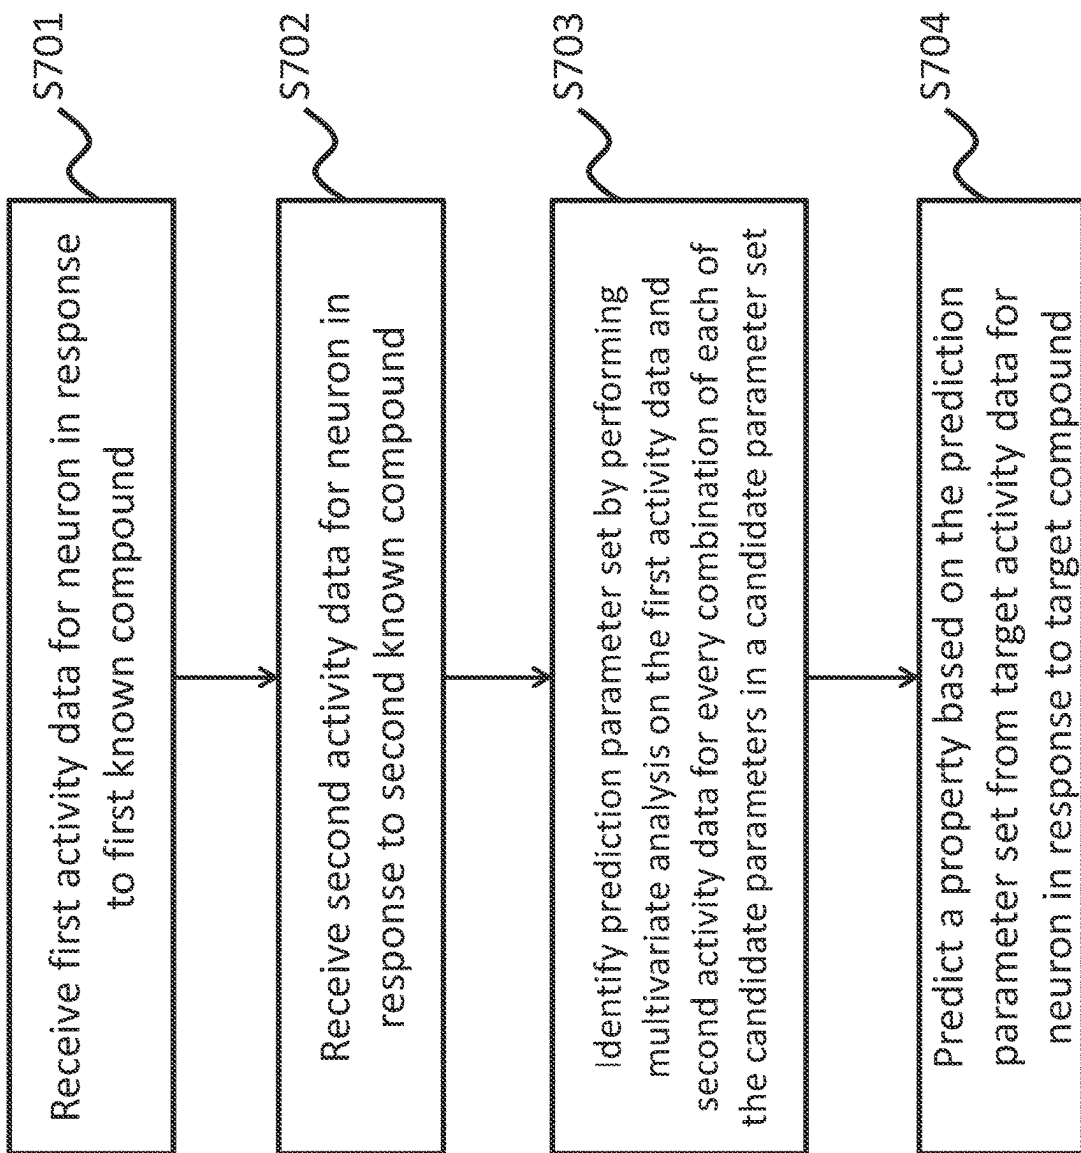 S701
Receive first activity data for neuron in response
to first known compound
S702
Receive second activity data for neuron in
response to second known compound
S703
Identify prediction parameter set by performing
multivariate analysis on the first activity data and
second activity data for every combination of each of
the candidate parameters in a candidate parameter set
S704
Predict a property based on the prediction
parameter set from target activity data for
neuron in response to target compound